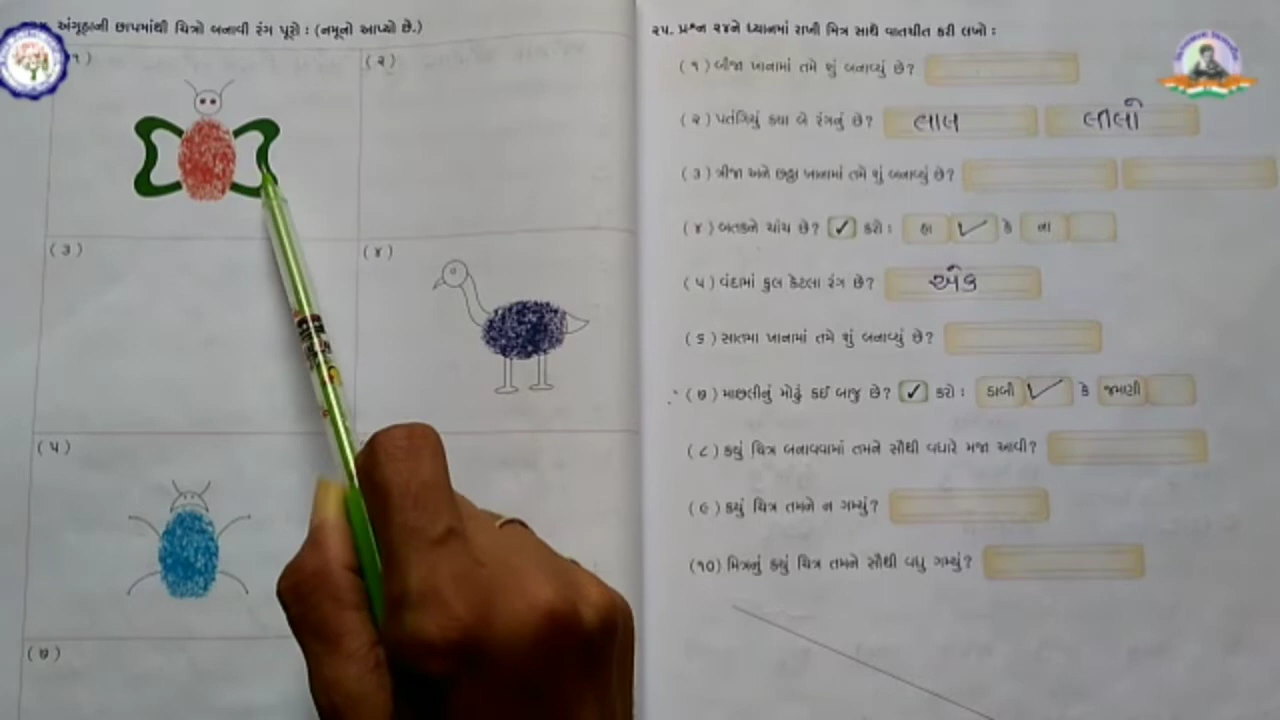 અંગૂઠાની છાપમાંથી ચિત્રો બનાવી રંગ પૂરો : (નમૂનો આપ્યો છે.)
૧ )
( ૨ )
( ૩ )
( ૪ )
( ૫ )
( ૭ )
૨૫. પ્રશ્ન ૨૪ને ધ્યાનમાં રાખી મિત્ર સાથે વાતચીત કરી લખો :
( ૧ ) બીજા ખાનામાં તમે શું બનાવ્યું છે?
( ૨ ) પતંગિયું કયા બે રંગનું છે? લાલ લીલો
( ૩ ) ત્રીજા અને છઠ્ઠા ખાનામાં તમે શું બનાવ્યું છે?
( ૪ ) બતકને ચાંચ છે? ✓ કરો : હા ✓ કે ના
( ૫ ) વંદામાં કુલ કેટલા રંગ છે? એક
( ૬ ) સાતમા ખાનામાં તમે શું બનાવ્યું છે?
( ૭ ) માછલીનું મોઢું કઈ બાજુ છે? ✓ કરો : ડાબી ✓ કે જમણી
( ૮ ) કયું ચિત્ર બનાવવામાં તમને સૌથી વધારે મજા આવી?
( ૯ ) કયું ચિત્ર તમને ન ગમ્યું?
(૧૦) મિત્રનું કયું ચિત્ર તમને સૌથી વધુ ગમ્યું?